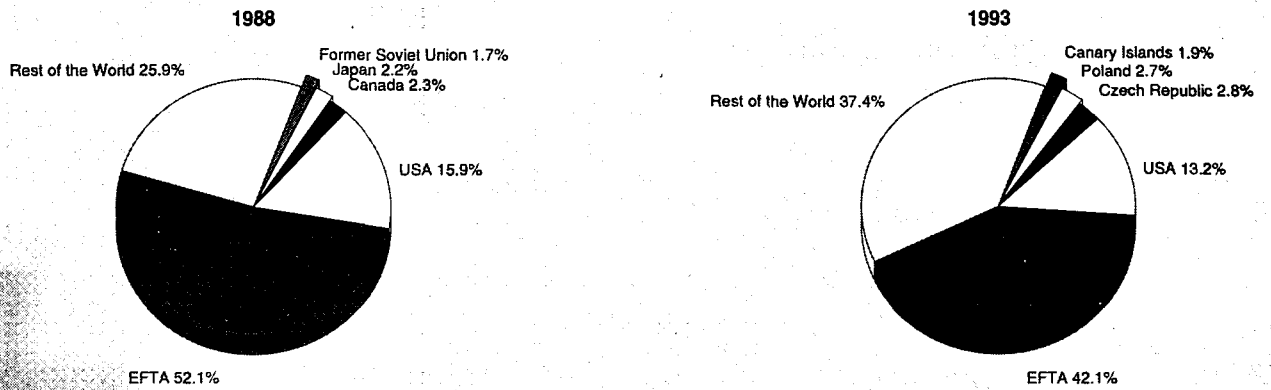 1988
Former Soviet Union 1.7%
Japan 2.2%
Canada 2.3%
Rest of the World 25.9%
USA 15.9%
EFTA 52.1%
1993
Canary Islands 1.9%
Poland 2.7%
Czech Republic 2.8%
Rest of the World 37.4%
USA 13.2%
EFTA 42.1%